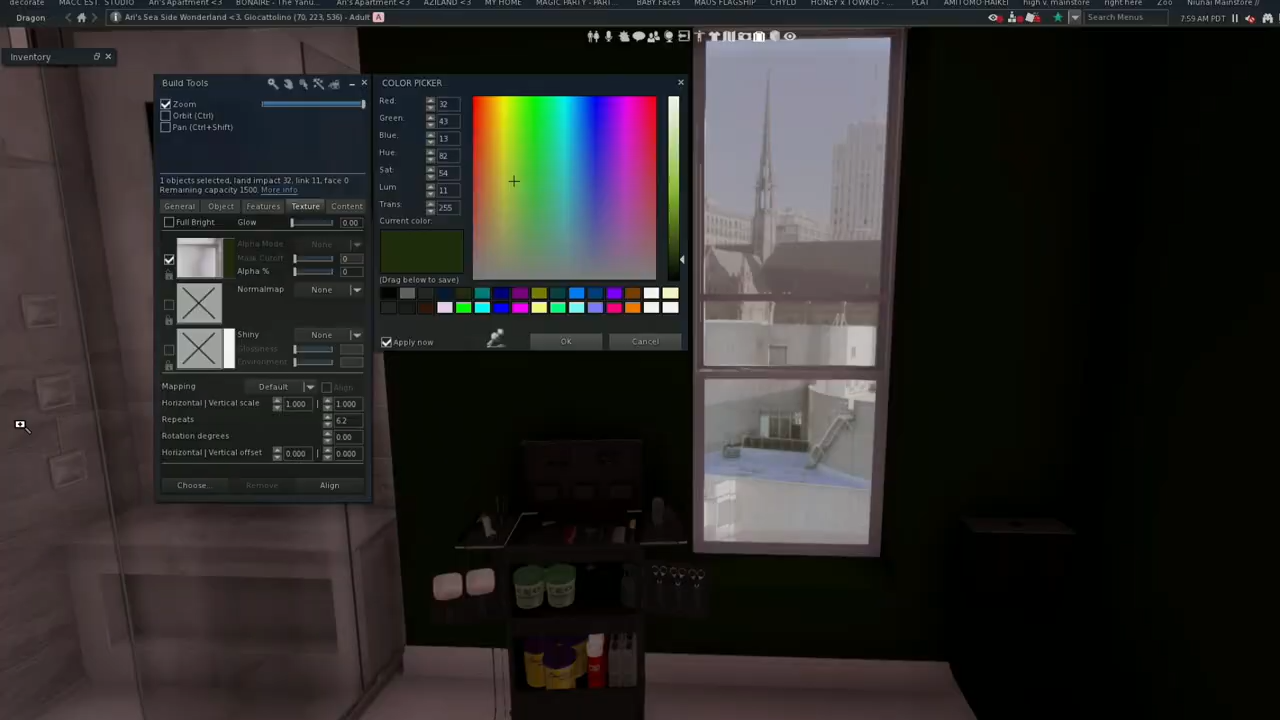 decorate MACC EST. STUDIO Ari's Apartment <3 BONAIRE - The Yanu... Ari's Apartment <3 AZILAND <3 MY HOME MAGIC PARTY - PART... BABY Faces MAUS FLAGSHIP CHYLD HONEY x TOWKIO -... PLAT AMITOMO HAIKEI high v. mainstore right here Zoo Niuhai Mainstore //
Dragon Ari's Sea Side Wonderland <3. Giocattolino (70, 223, 536) - Adult A 7:59 AM PDT Search Menus
Inventory
Build Tools
Zoom
Orbit (Ctrl)
Pan (Ctrl+Shift)
1 objects selected, land impact 32, link 11, face 0
Remaining capacity 1500. More info
General Object Features Texture Content
Full Bright Glow 0.00
Alpha Mode None
Mask Cutoff 0
Alpha % 0
Normalmap None
Shiny None
Glossiness
Environment
Mapping Default Align
Horizontal | Vertical scale 1.000 | 1.000
Repeats 6.2
Rotation degrees 0.00
Horizontal | Vertical offset 0.000 | 0.000
Choose... Remove Align
COLOR PICKER
Red: 32
Green: 43
Blue: 13
Hue: 82
Sat: 54
Lum 11
Trans: 255
Current color:
(Drag below to save)
Apply now OK Cancel